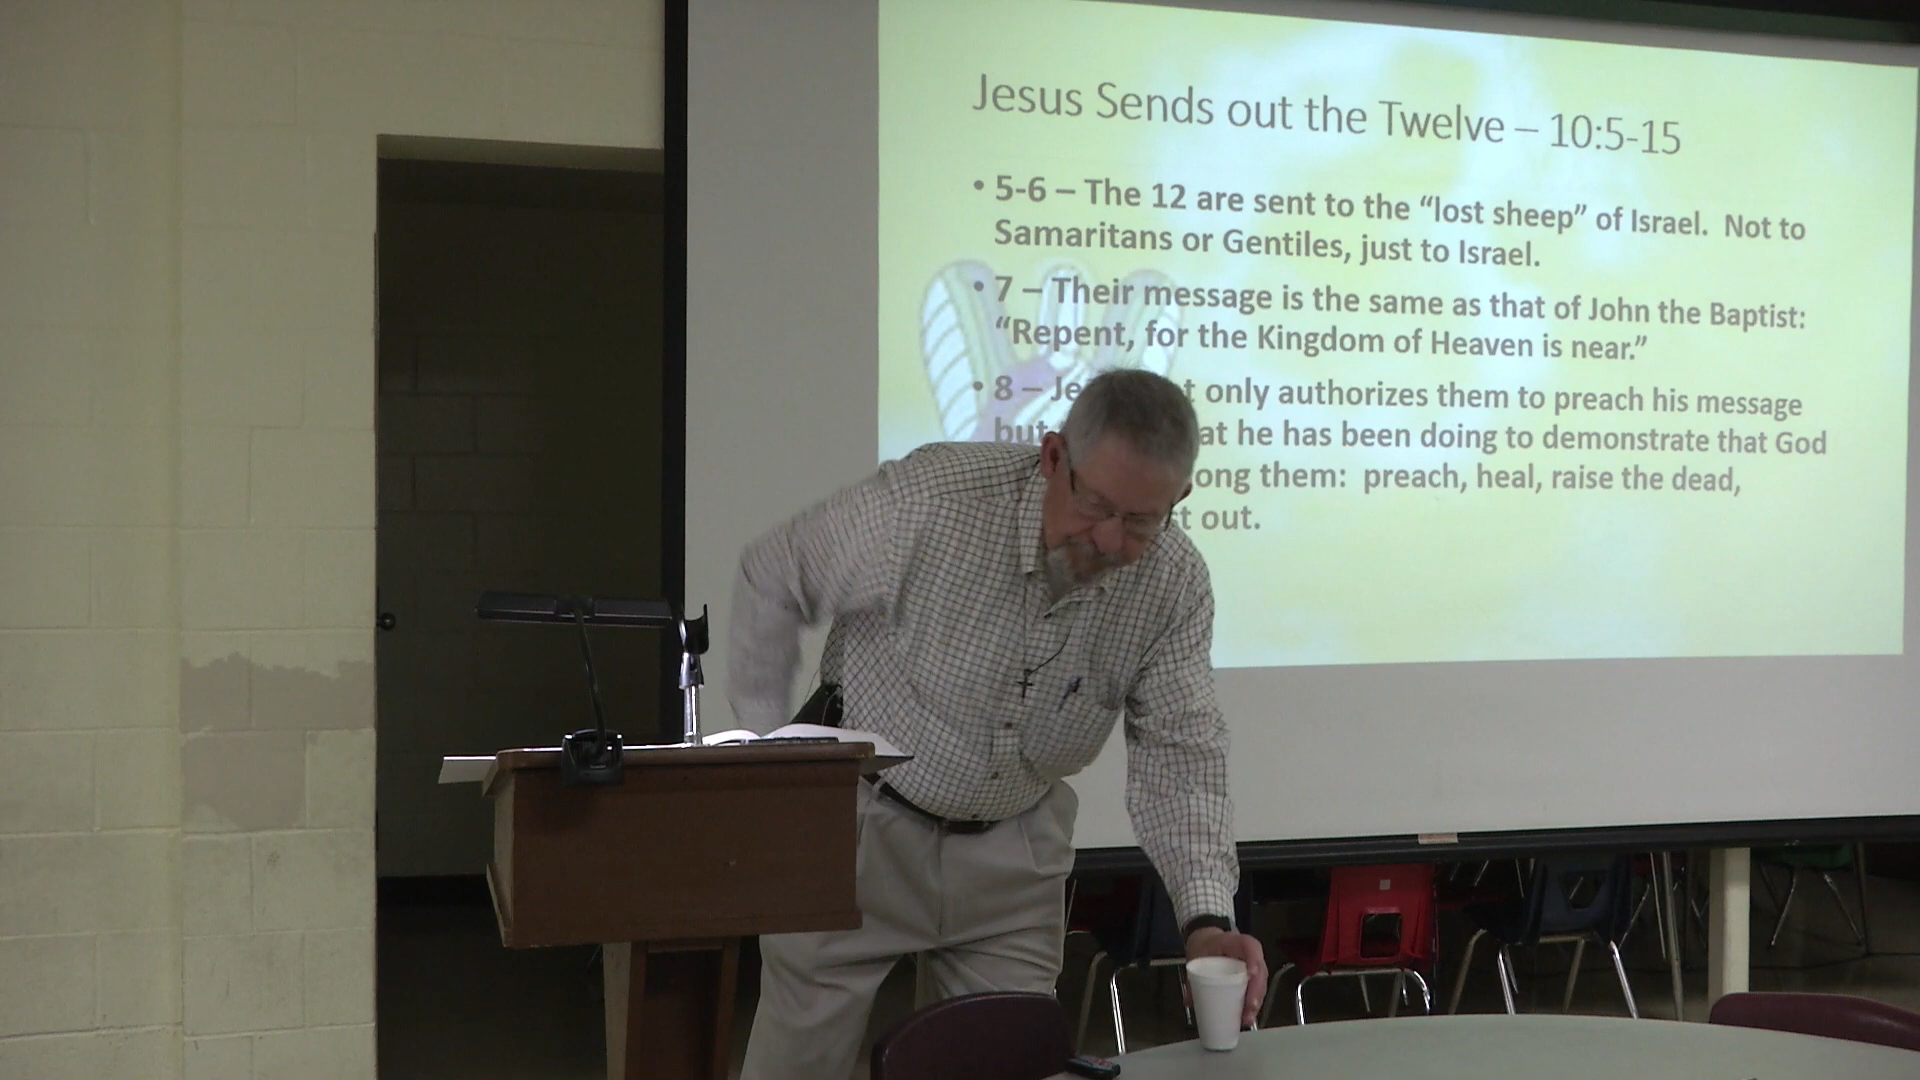 Jesus Sends out the Twelve – 10:5-15
• 5-6 – The 12 are sent to the “lost sheep” of Israel. Not to
Samaritans or Gentiles, just to Israel.
• 7 – Their message is the same as that of John the Baptist:
“Repent, for the Kingdom of Heaven is near.”
• 8 – only authorizes them to preach his message
but he has been doing to demonstrate that God
them: preach, heal, raise the dead,
out.